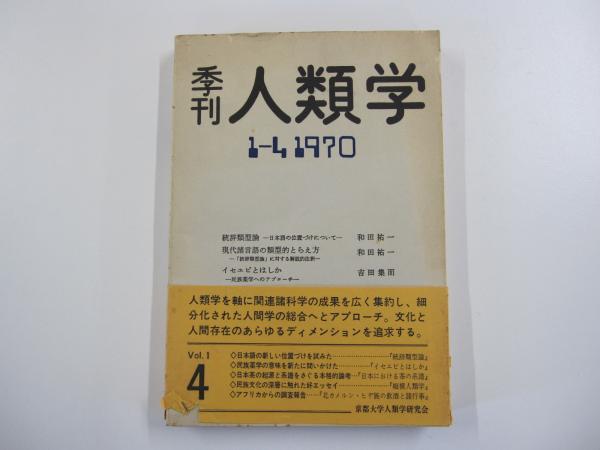 季刊
人類学
1-4 1970
統辞類型論 ―日本語の位置づけについて― 和田祐一
現代諸言語の類型的とらえ方 和田祐一
―「統辞類型論」に対する解説的注釈―
イセエビとはしか 吉田集而
―民族薬学へのアプローチ―
人類学を軸に関連諸科学の成果を広く集約し、細
分化された人間学の総合へとアプローチ。文化と
人間存在のあらゆるディメンションを追求する。
Vol.1
4
◇日本語の新しい位置づけを試みた……………『統辞類型論』
◇民族薬学の意味を新たに問いかけた…………『イセエビとはしか』
◇日本茶の起源と系譜をさぐる本格的論考…『日本における茶の系譜』
◇民族文化の深層に触れた好エッセイ…………『縦横人類学』
◇アフリカからの調査報告……『北カメルン・ヒデ族の飲酒と諸行事』
京都大学人類学研究会